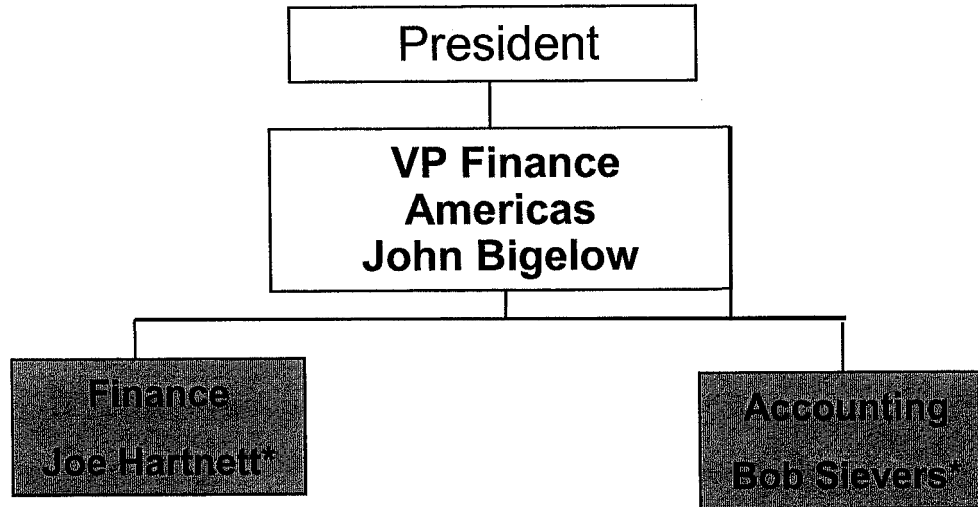 President
VP Finance
Americas
John Bigelow
Finance
Joe Hartnett*
Accounting
Bob Sievers*